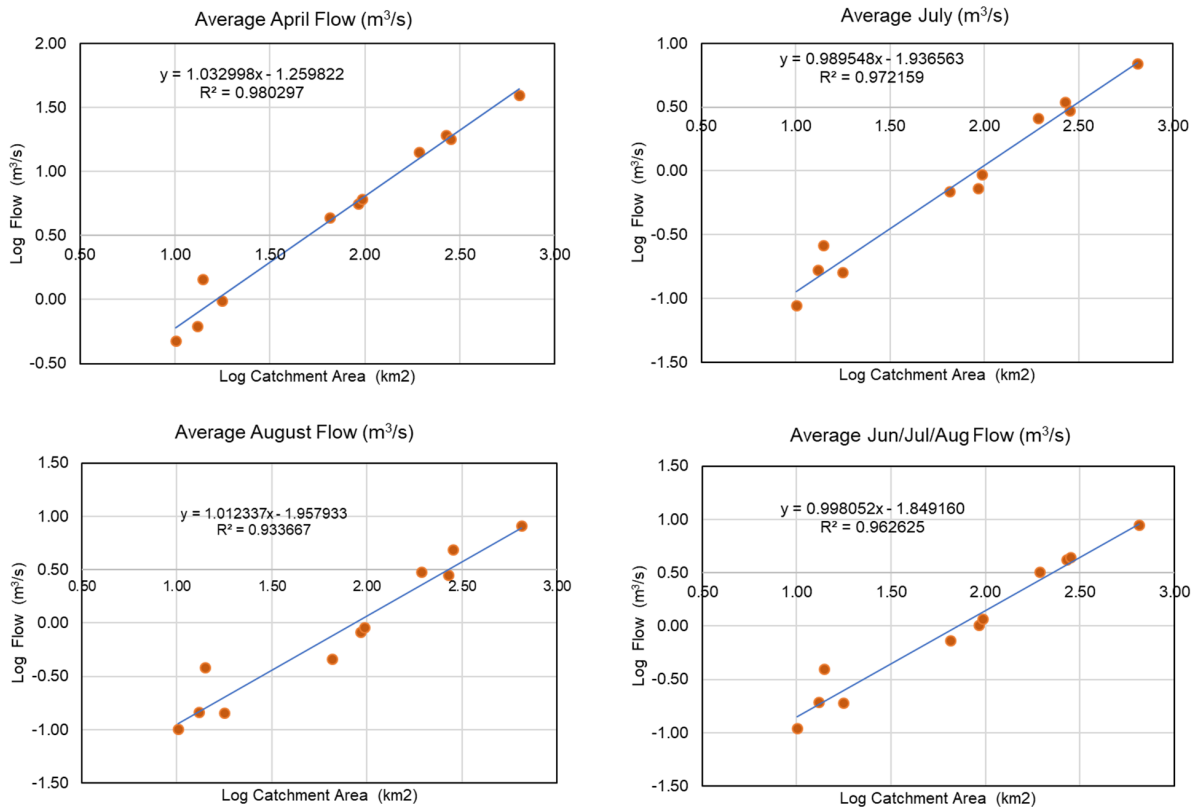 Average April Flow (m³/s)
y = 1.032998x - 1.259822
R² = 0.980297
2.00
1.50
1.00
0.50
0.00
-0.50
0.50
1.00
1.50
2.00
2.50
3.00
Log Flow (m³/s)
Log Catchment Area (km2)
Average July (m³/s)
y = 0.989548x - 1.936563
R² = 0.972159
1.00
0.50
0.00
-0.50
-1.00
-1.50
0.50
1.00
1.50
2.00
2.50
3.00
Log Flow (m³/s)
Log Catchment Area (km2)
Average August Flow (m³/s)
y = 1.012337x - 1.957933
R² = 0.933667
1.50
1.00
0.50
0.00
-0.50
-1.00
-1.50
0.50
1.00
1.50
2.00
2.50
3.00
Log Flow (m³/s)
Log Catchment Area (km2)
Average Jun/Jul/Aug Flow (m³/s)
y = 0.998052x - 1.849160
R² = 0.962625
1.50
1.00
0.50
0.00
-0.50
-1.00
-1.50
0.50
1.00
1.50
2.00
2.50
3.00
Log Flow (m³/s)
Log Catchment Area (km2)